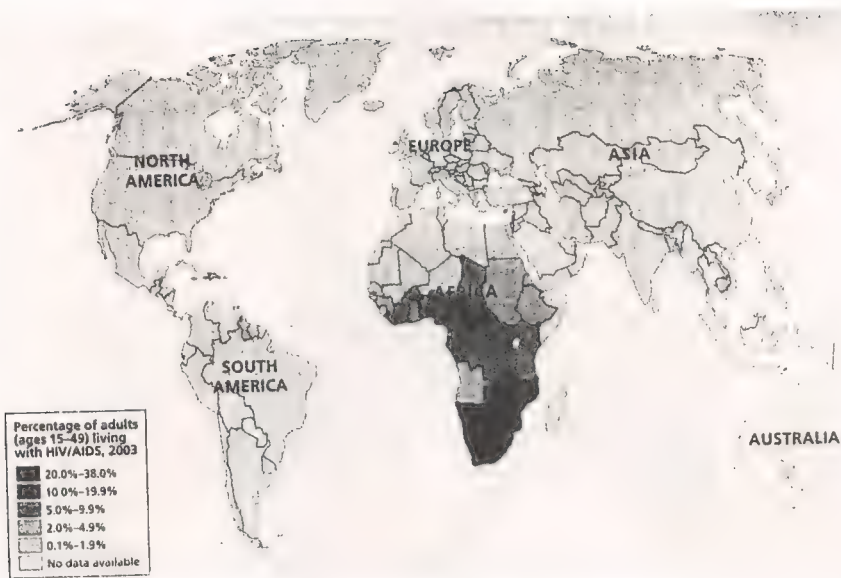 NORTH
AMERICA
EUROPE
ASIA
AFRICA
SOUTH
AMERICA
AUSTRALIA
Percentage of adults
(ages 15–49) living
with HIV/AIDS, 2003
20.0%–38.0%
10.0%–19.9%
5.0%–9.9%
2.0%–4.9%
0.1%–1.9%
No data available